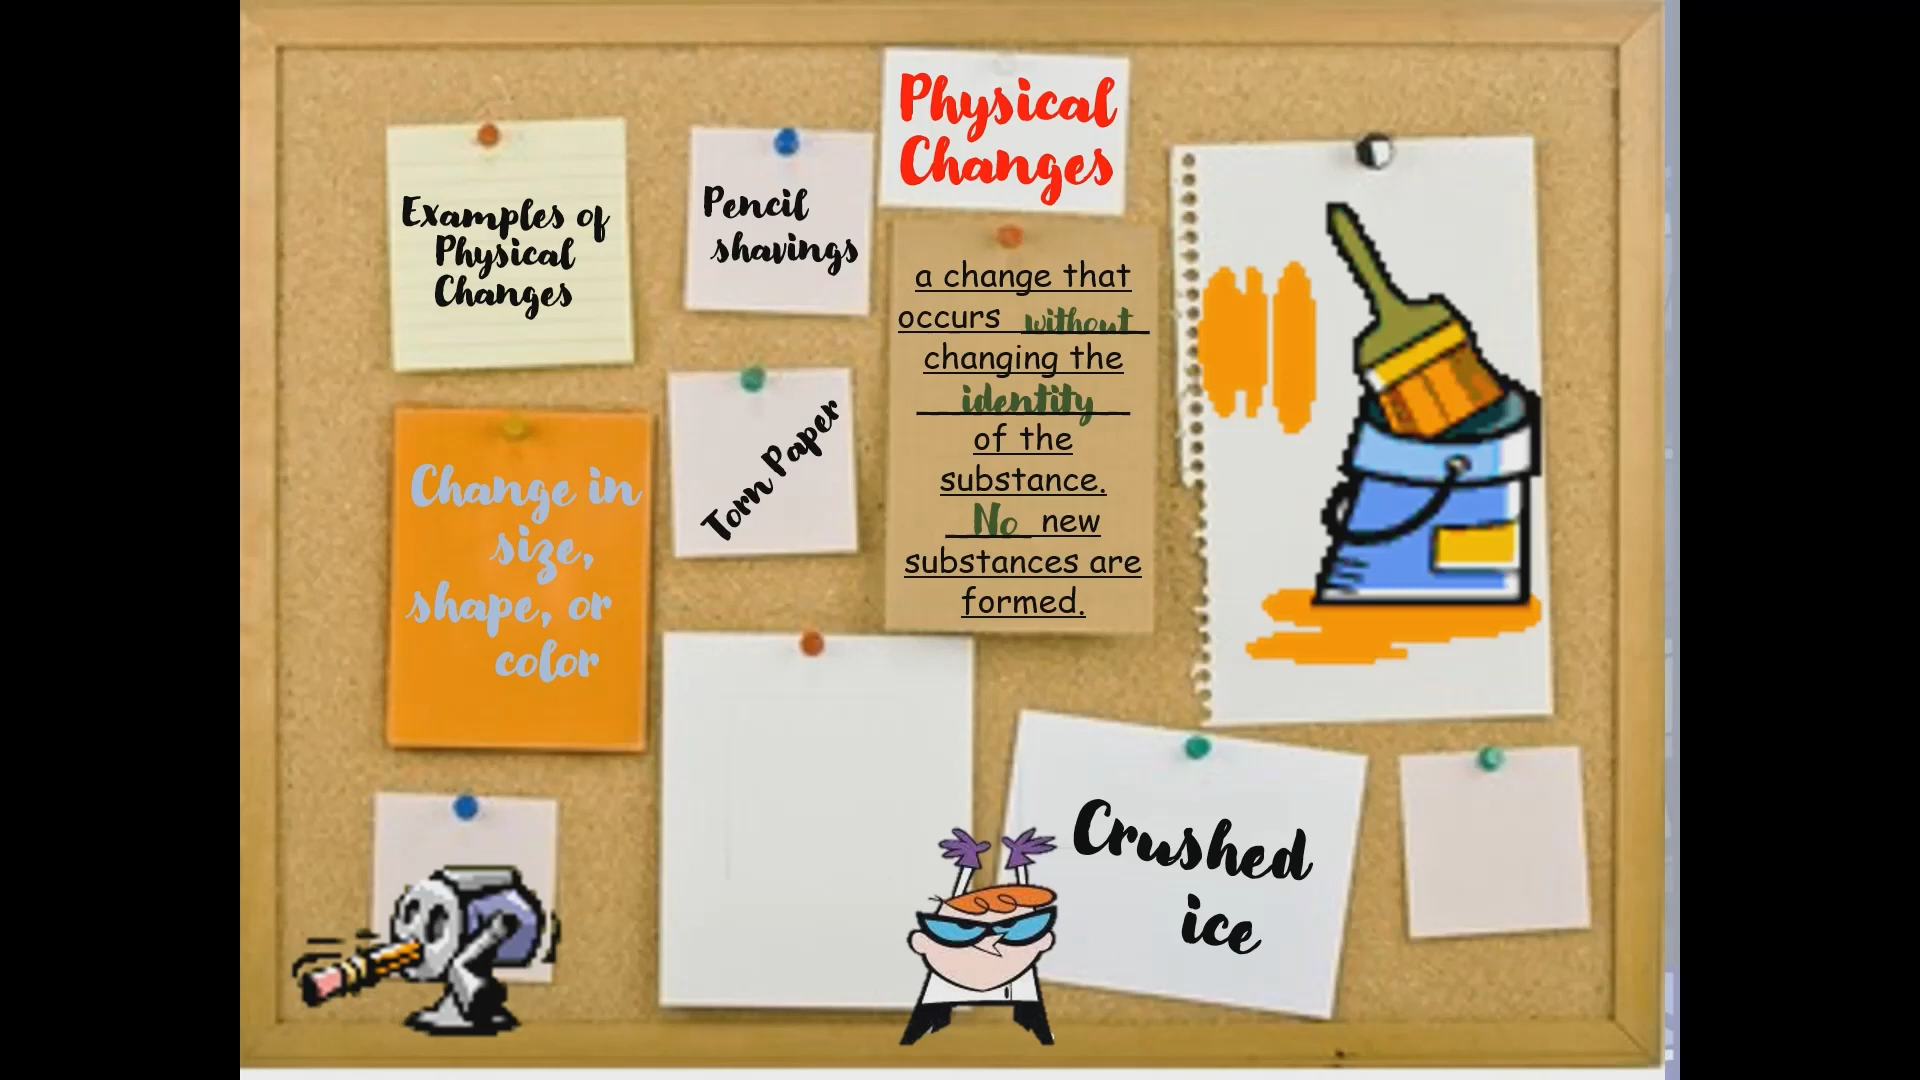 Physical
Changes
Examples of
Physical
Changes
Pencil
shavings
a change that
occurs without
changing the
identity
of the
substance.
No new
substances are
formed.
Change in
size,
shape, or
color
Torn Paper
Crushed
ice